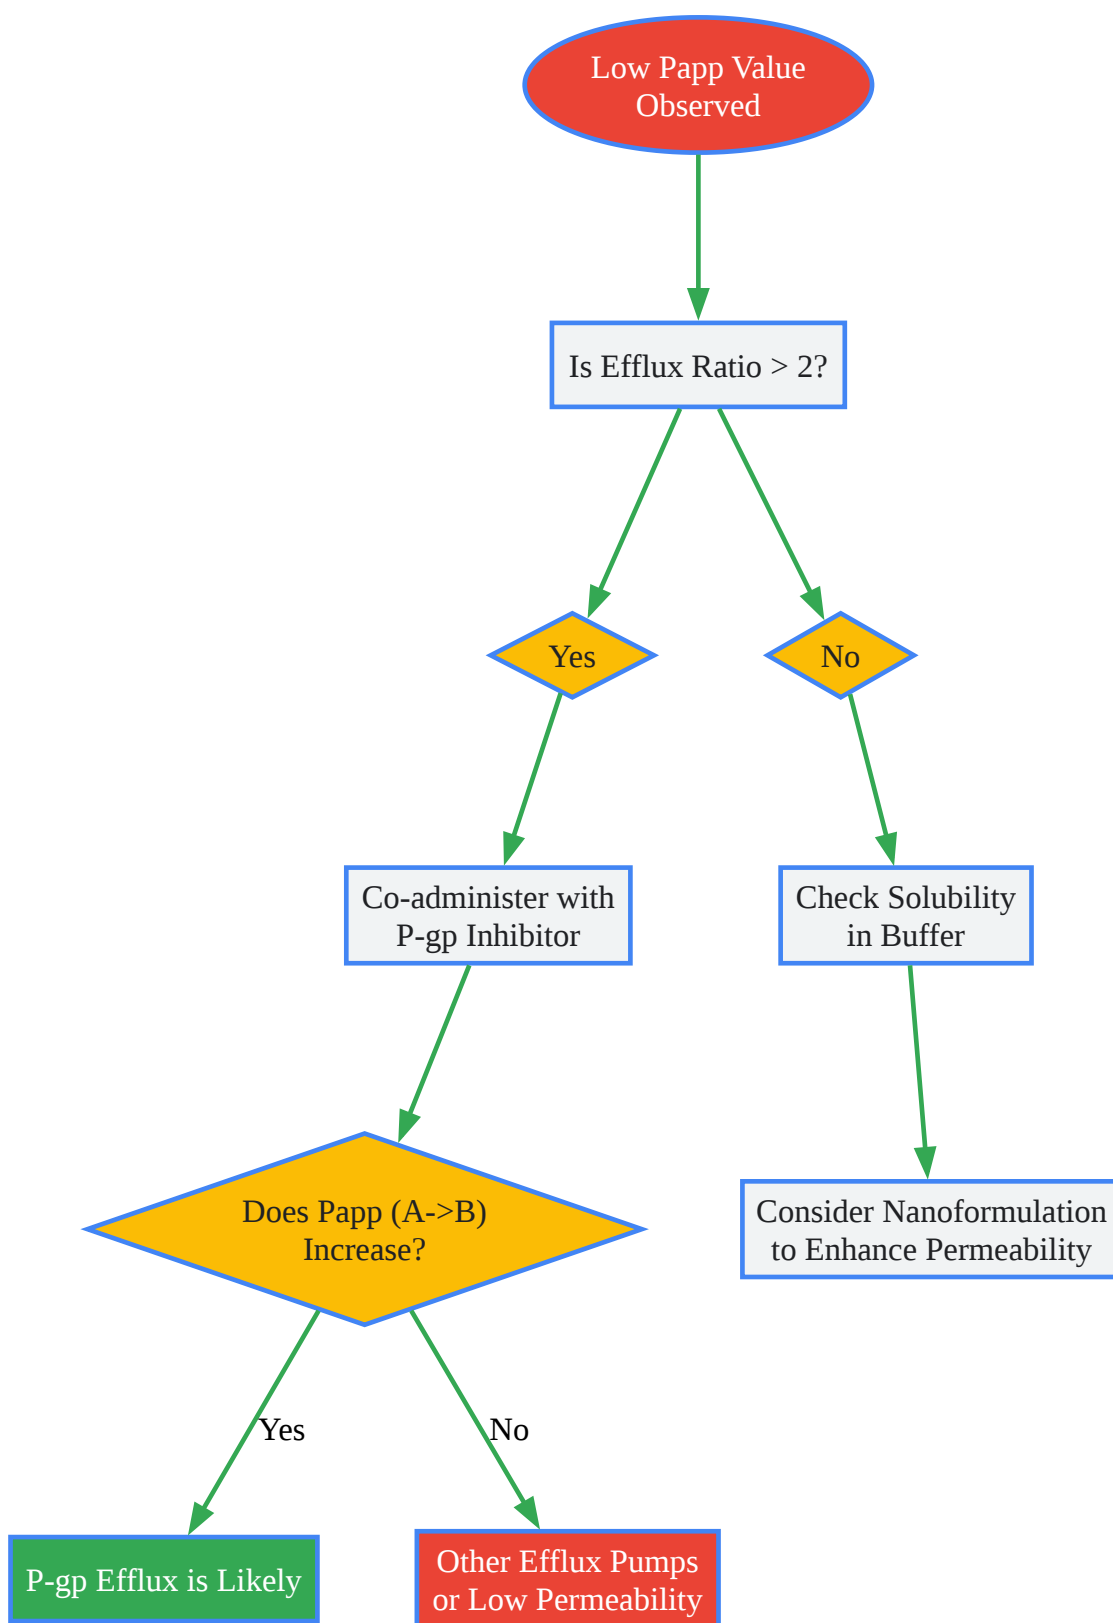 Low Papp Value
Observed
Is Efflux Ratio > 2?
Yes
No
Co-administer with
P-gp Inhibitor
Check Solubility
in Buffer
Does Papp (A->B)
Increase?
Consider Nanoformulation
to Enhance Permeability
Yes
No
P-gp Efflux is Likely
Other Efflux Pumps
or Low Permeability